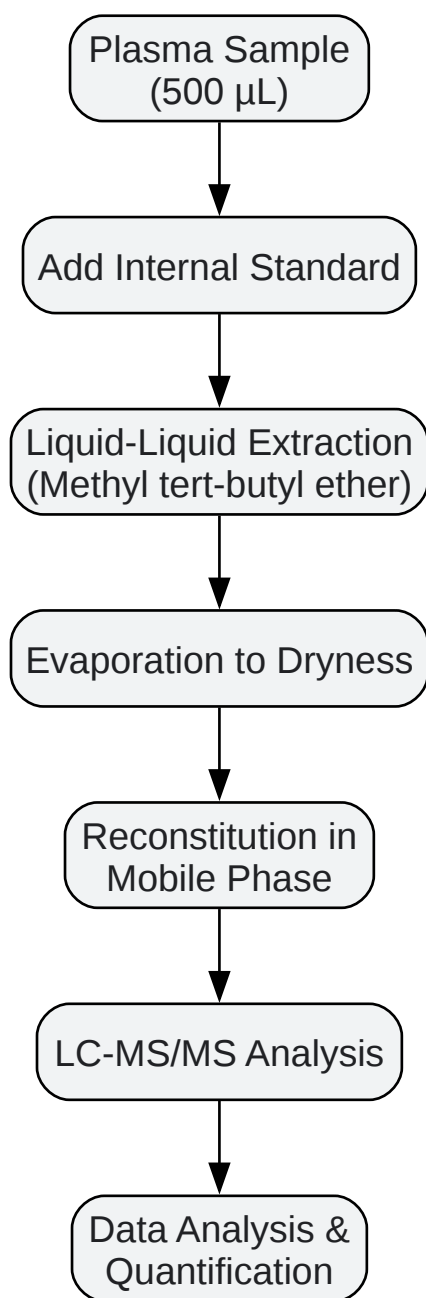 Plasma Sample
(500 µL)
Add Internal Standard
Liquid-Liquid Extraction
(Methyl tert-butyl ether)
Evaporation to Dryness
Reconstitution in
Mobile Phase
LC-MS/MS Analysis
Data Analysis &
Quantification